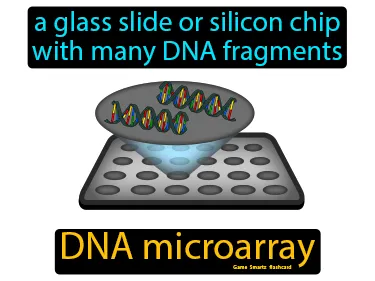 a glass slide or silicon chip
with many DNA fragments
DNA microarray
Game Smartz flashcard